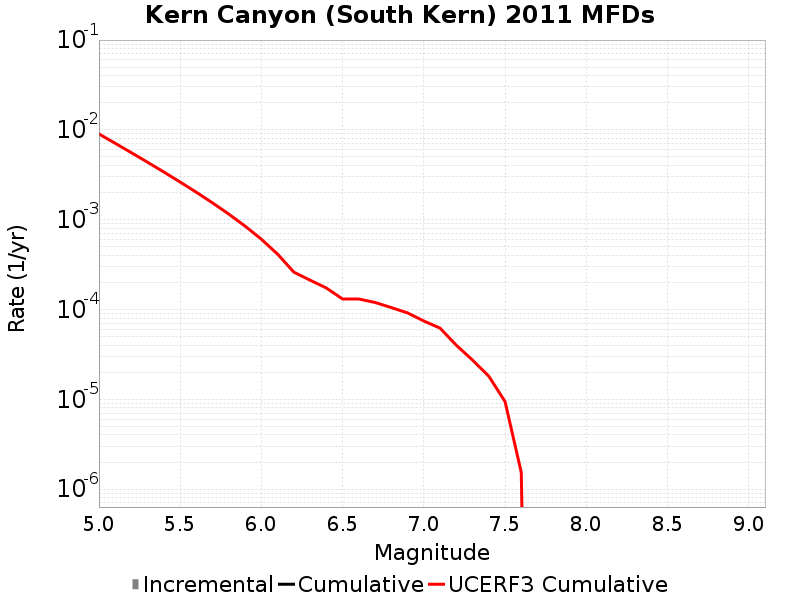 Kern Canyon (South Kern) 2011 MFDs
10-1
10-2
10-3
10-4
10-5
10-6
Rate (1/yr)
5.0 5.5 6.0 6.5 7.0 7.5 8.0 8.5 9.0
Magnitude
Incremental Cumulative UCERF3 Cumulative